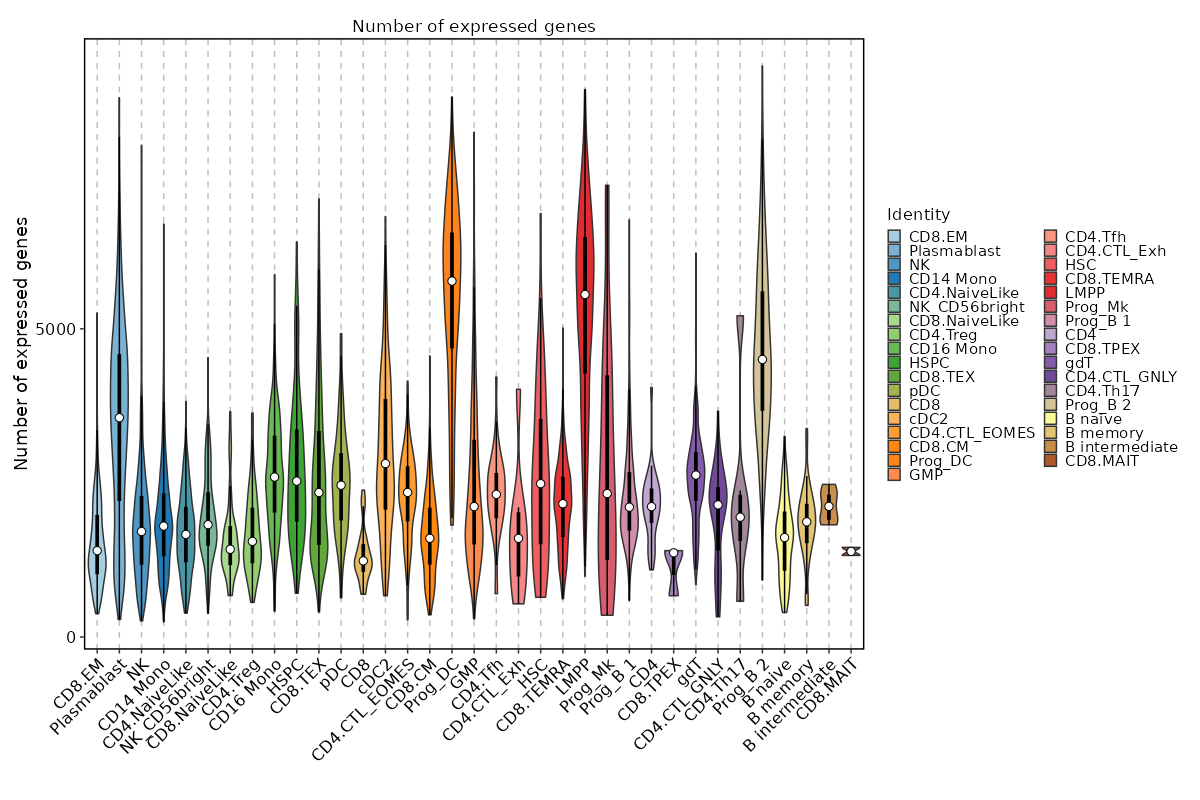 Number of expressed genes
Number of expressed genes
5000
0
CD8.EM
Plasmablast
NK
CD14 Mono
CD4.NaiveLike
NK_CD56bright
CD8.NaiveLike
CD4.Treg
CD16 Mono
HSPC
CD8.TEX
pDC
CD8
cDC2
CD4.CTL_EOMES
CD8.CM
Prog_DC
GMP
CD4.Tfh
CD4.CTL_Exh
HSC
CD8.TEMRA
LMPP
Prog_Mk
Prog_B 1
CD4
CD8.TPEX
gdT
CD4.CTL_GNLY
CD4.Th17
Prog_B 2
B naive
B memory
B intermediate
CD8.MAIT
Identity
CD8.EM
Plasmablast
NK
CD14 Mono
CD4.NaiveLike
NK_CD56bright
CD8.NaiveLike
CD4.Treg
CD16 Mono
HSPC
CD8.TEX
pDC
CD8
cDC2
CD4.CTL_EOMES
CD8.CM
Prog_DC
GMP
CD4.Tfh
CD4.CTL_Exh
HSC
CD8.TEMRA
LMPP
Prog_Mk
Prog_B 1
CD4
CD8.TPEX
gdT
CD4.CTL_GNLY
CD4.Th17
Prog_B 2
B naive
B memory
B intermediate
CD8.MAIT